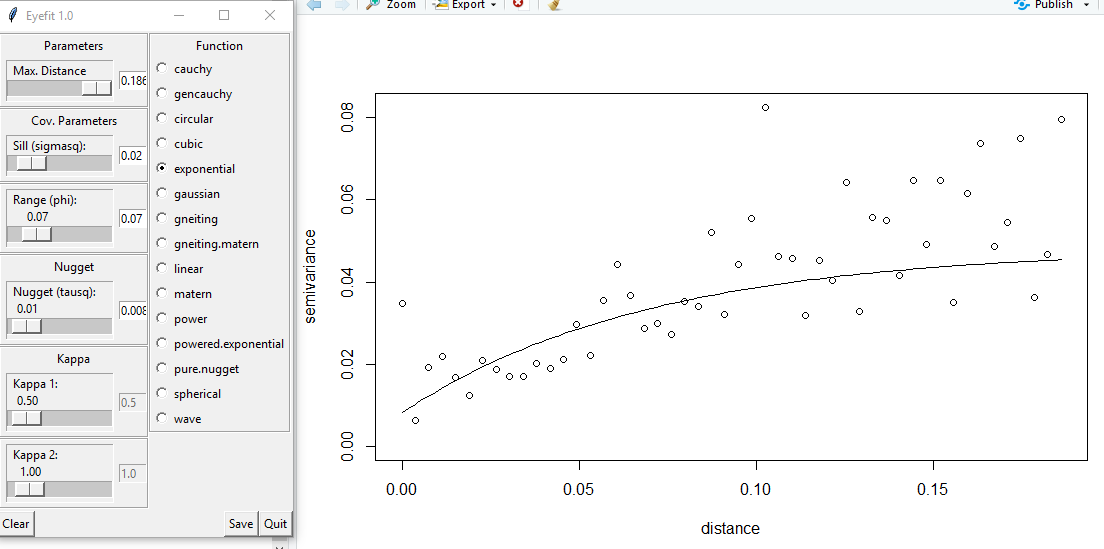 Eyefit 1.0
Parameters
Max. Distance
0.186
Cov. Parameters
Sill (sigmasq):
0.02
Range (phi):
0.07
0.07
Nugget
Nugget (tausq):
0.01
0.008
Kappa
Kappa 1:
0.50
0.5
Kappa 2:
1.00
1.0
Clear
Save
Quit
Function
cauchy
gencauchy
circular
cubic
exponential
gaussian
gneiting
gneiting.matern
linear
matern
power
powered.exponential
pure.nugget
spherical
wave
Zoom
Export
Publish
semivariance
0.08
0.06
0.04
0.02
0.00
0.00
0.05
0.10
0.15
distance